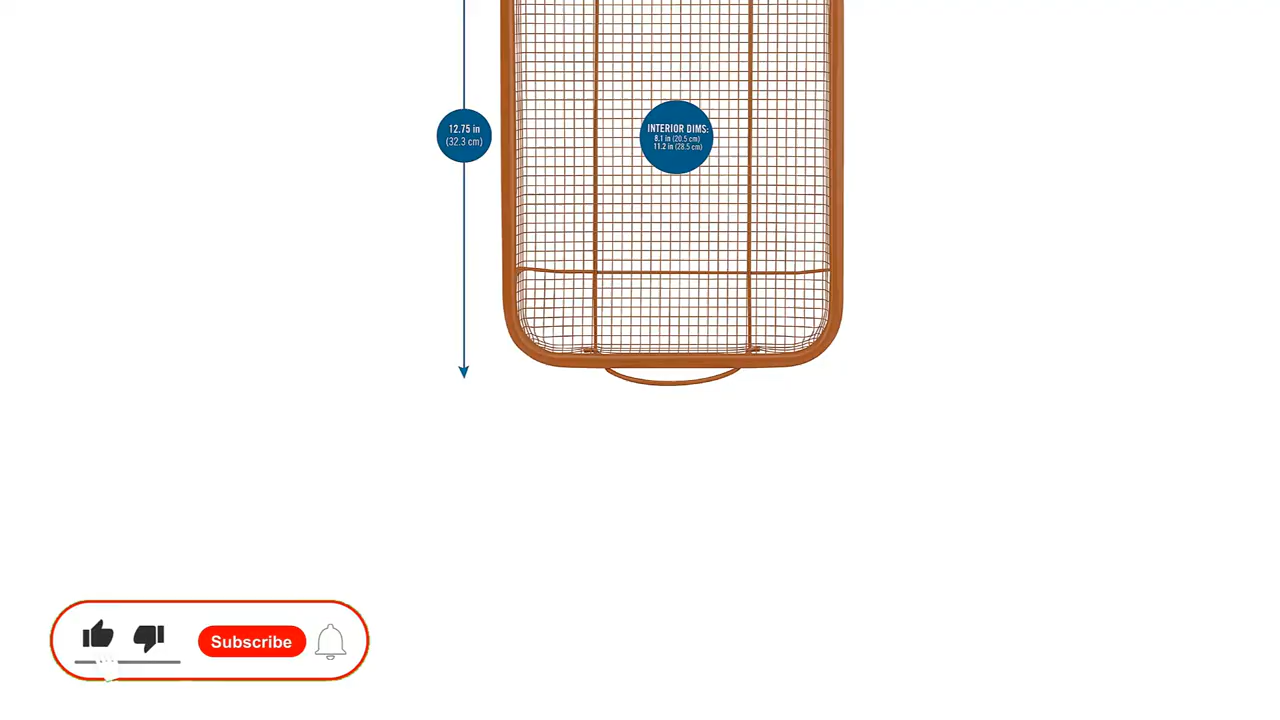 12.75 in
(32.3 cm)
INTERIOR DIMS:
8.1 in (20.5 cm)
11.2 in (28.5 cm)
Subscribe